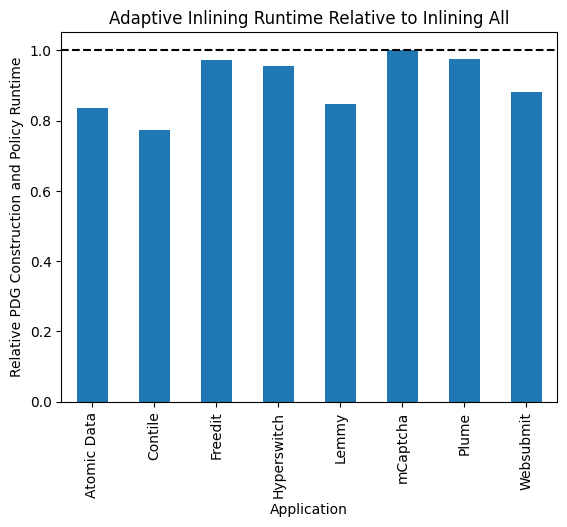 Adaptive Inlining Runtime Relative to Inlining All
Relative PDG Construction and Policy Runtime
1.0
0.8
0.6
0.4
0.2
0.0
Atomic Data
Contile
Freedit
Hyperswitch
Lemmy
mCaptcha
Plume
Websubmit
Application